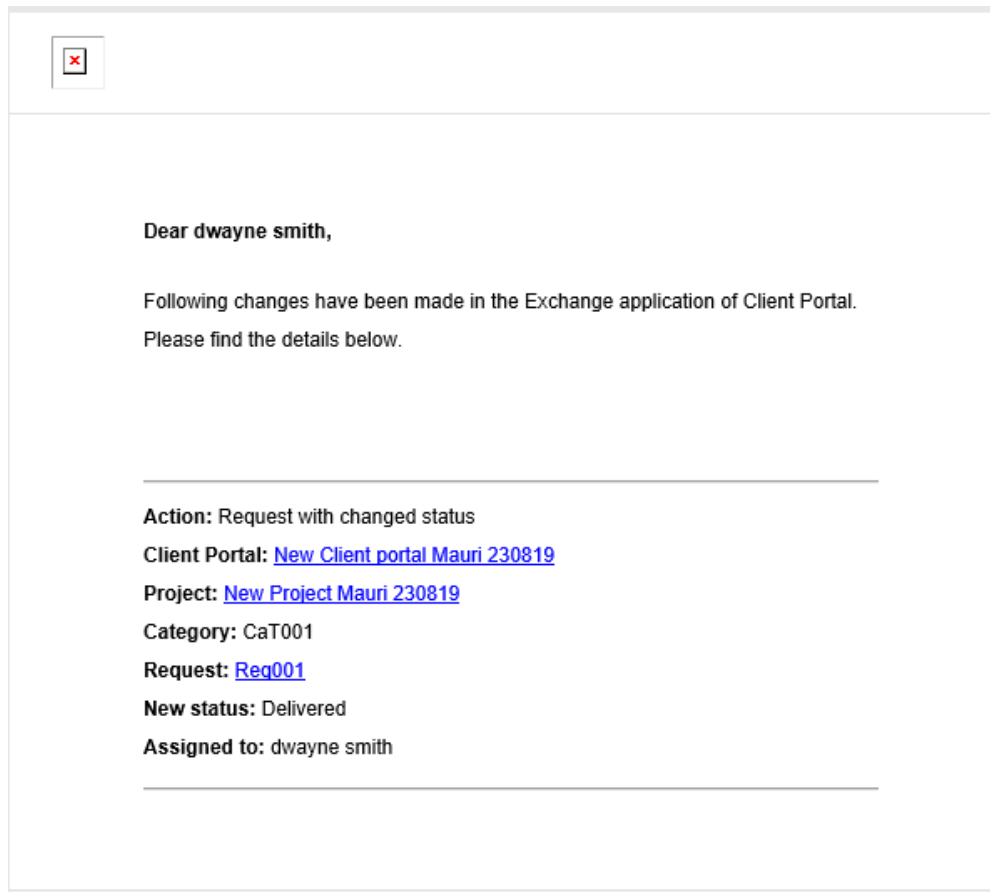 Dear dwayne smith,
Following changes have been made in the Exchange application of Client Portal.
Please find the details below.
Action: Request with changed status
Client Portal: New Client portal Mauri 230819
Project: New Project Mauri 230819
Category: CaT001
Request: Req001
New status: Delivered
Assigned to: dwayne smith